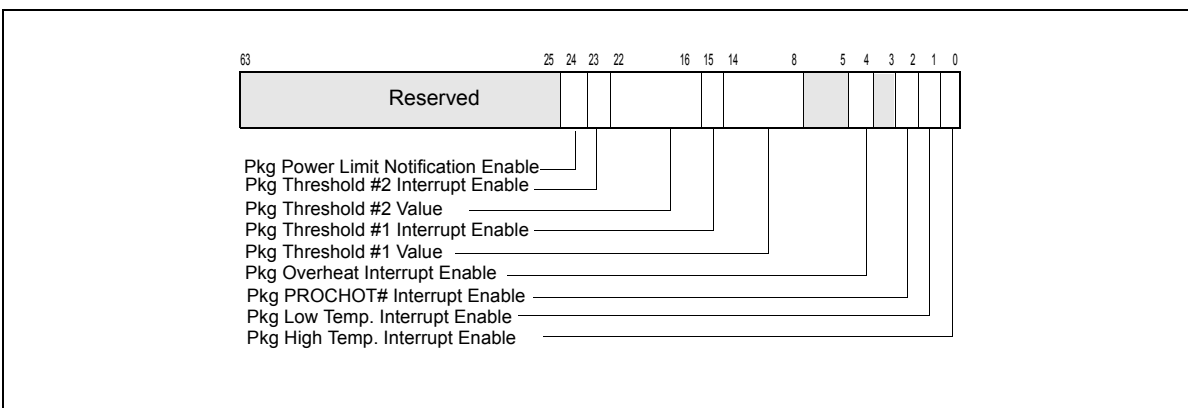 63 25 24 23 22 16 15 14 8 5 4 3 2 1 0
Reserved
Pkg Power Limit Notification Enable
Pkg Threshold #2 Interrupt Enable
Pkg Threshold #2 Value
Pkg Threshold #1 Interrupt Enable
Pkg Threshold #1 Value
Pkg Overheat Interrupt Enable
Pkg PROCHOT# Interrupt Enable
Pkg Low Temp. Interrupt Enable
Pkg High Temp. Interrupt Enable